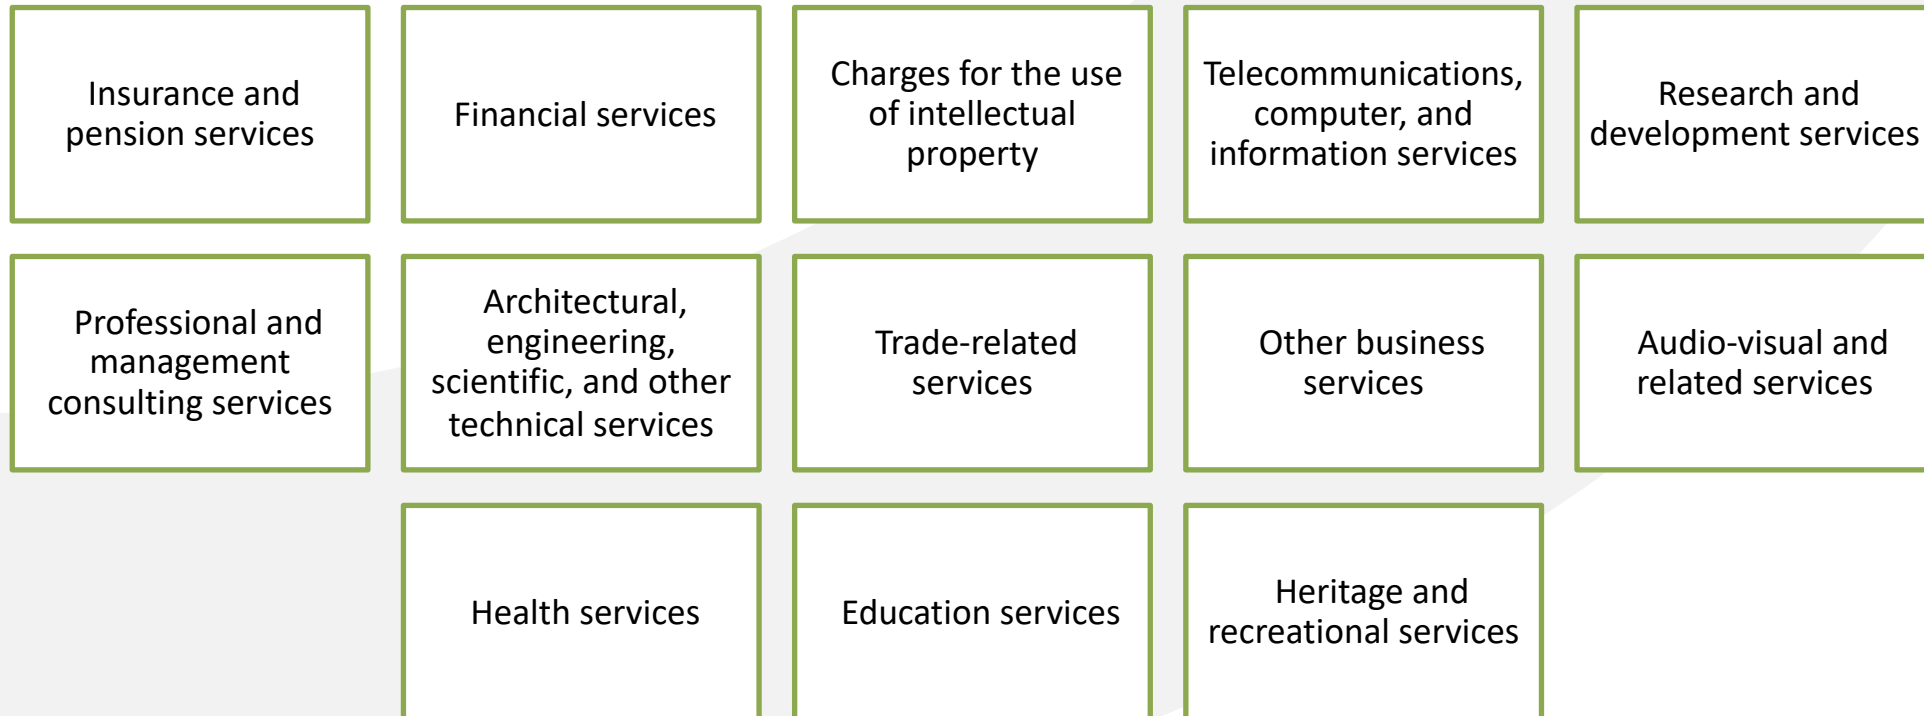 Insurance and
pension services
Financial services
Charges for the use
of intellectual
property
Telecommunications,
computer, and
information services
Research and
development services
Professional and
management
consulting services
Architectural,
engineering,
scientific, and other
technical services
Trade-related
services
Other business
services
Audio-visual and
related services
Health services
Education services
Heritage and
recreational services